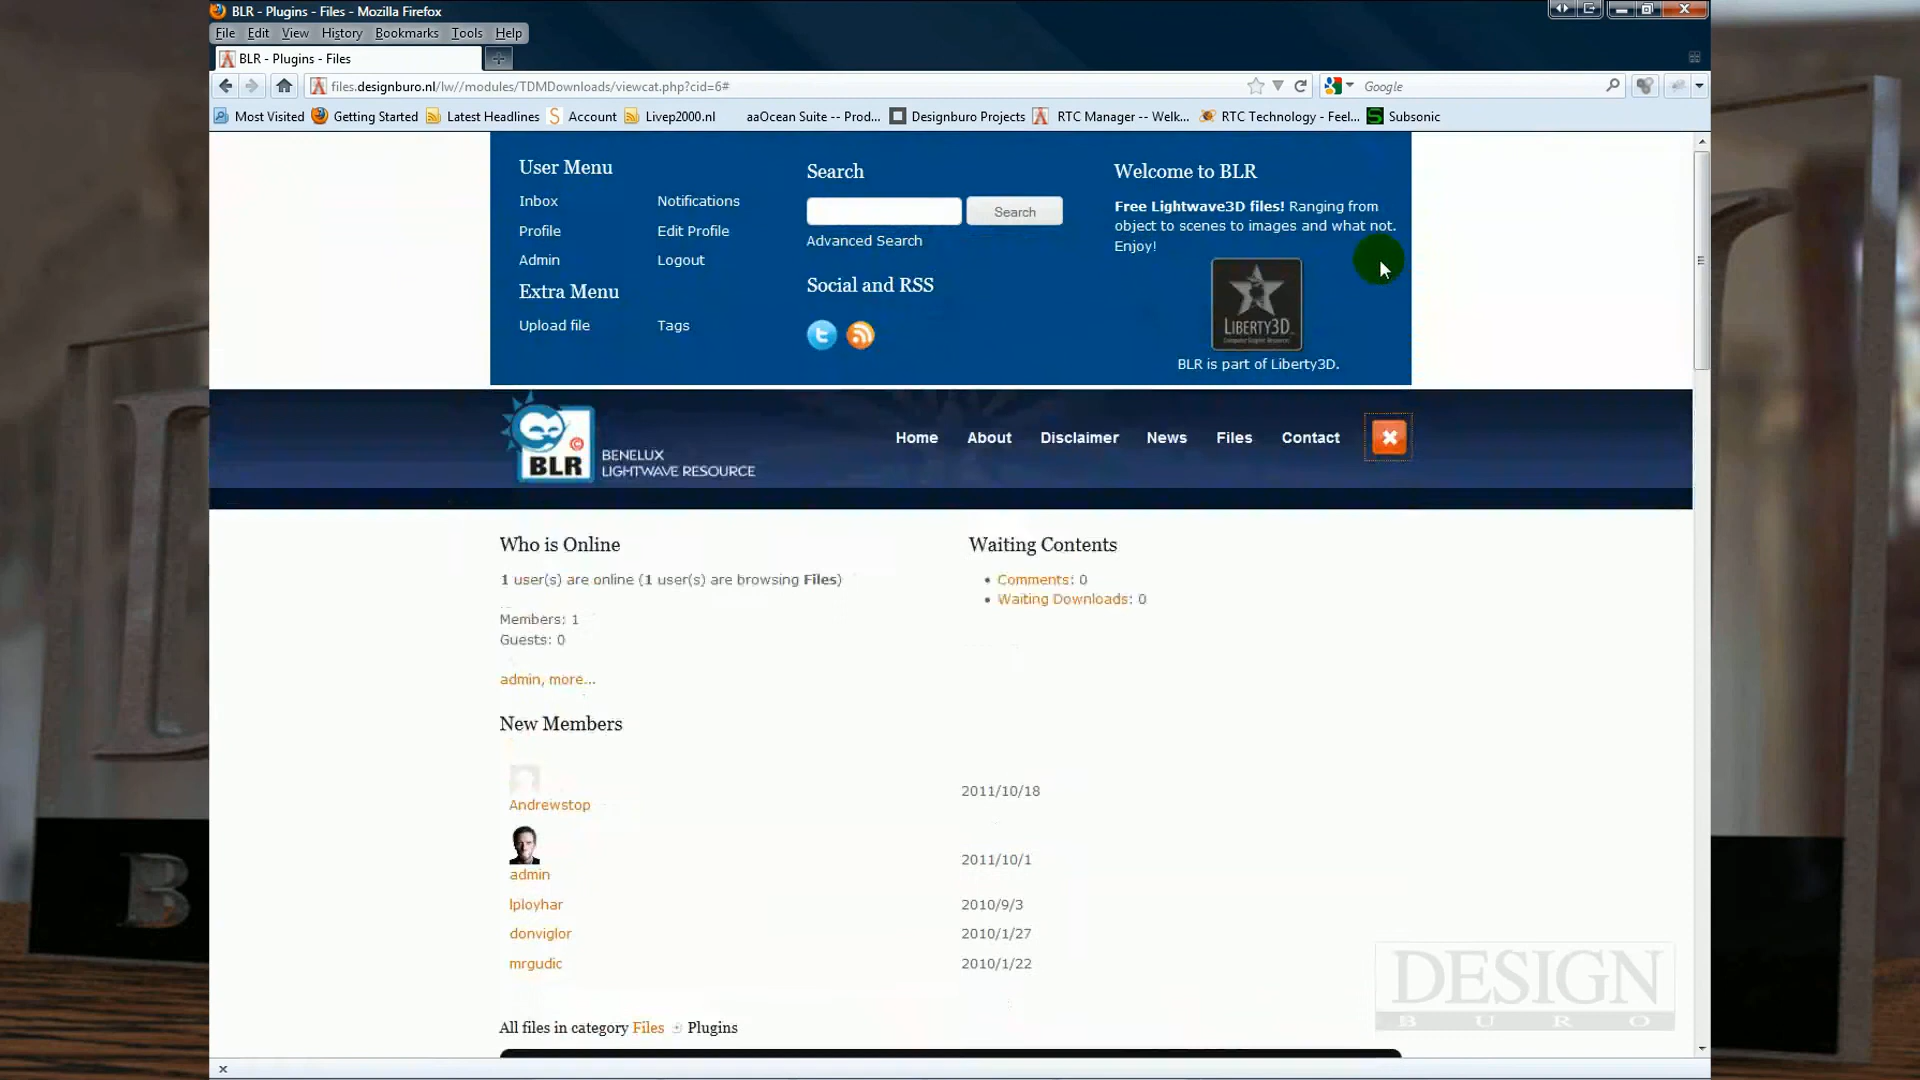 BLR - Plugins - Files - Mozilla Firefox
File Edit View History Bookmarks Tools Help
BLR - Plugins - Files
files.designburo.nl/lw//modules/TDMDownloads/viewcat.php?cid=6#
Google
Most Visited Getting Started Latest Headlines Account Livep2000.nl aaOcean Suite -- Prod... Designburo Projects RTC Manager -- Welk... RTC Technology - Feel... Subsonic
User Menu
Inbox Notifications
Profile Edit Profile
Admin Logout
Extra Menu
Upload file Tags
Search
Search
Advanced Search
Social and RSS
Welcome to BLR
Free Lightwave3D files! Ranging from
object to scenes to images and what not.
Enjoy!
LIBERTY3D
BLR is part of Liberty3D.
BLR
BENELUX
LIGHTWAVE RESOURCE
Home About Disclaimer News Files Contact
Who is Online
1 user(s) are online (1 user(s) are browsing Files)
Members: 1
Guests: 0
admin, more...
Waiting Contents
Comments: 0
Waiting Downloads: 0
New Members
Andrewstop 2011/10/18
admin 2011/10/1
lployhar 2010/9/3
donviglor 2010/1/27
mrgudic 2010/1/22
All files in category Files Plugins
DESIGN
BURO
B